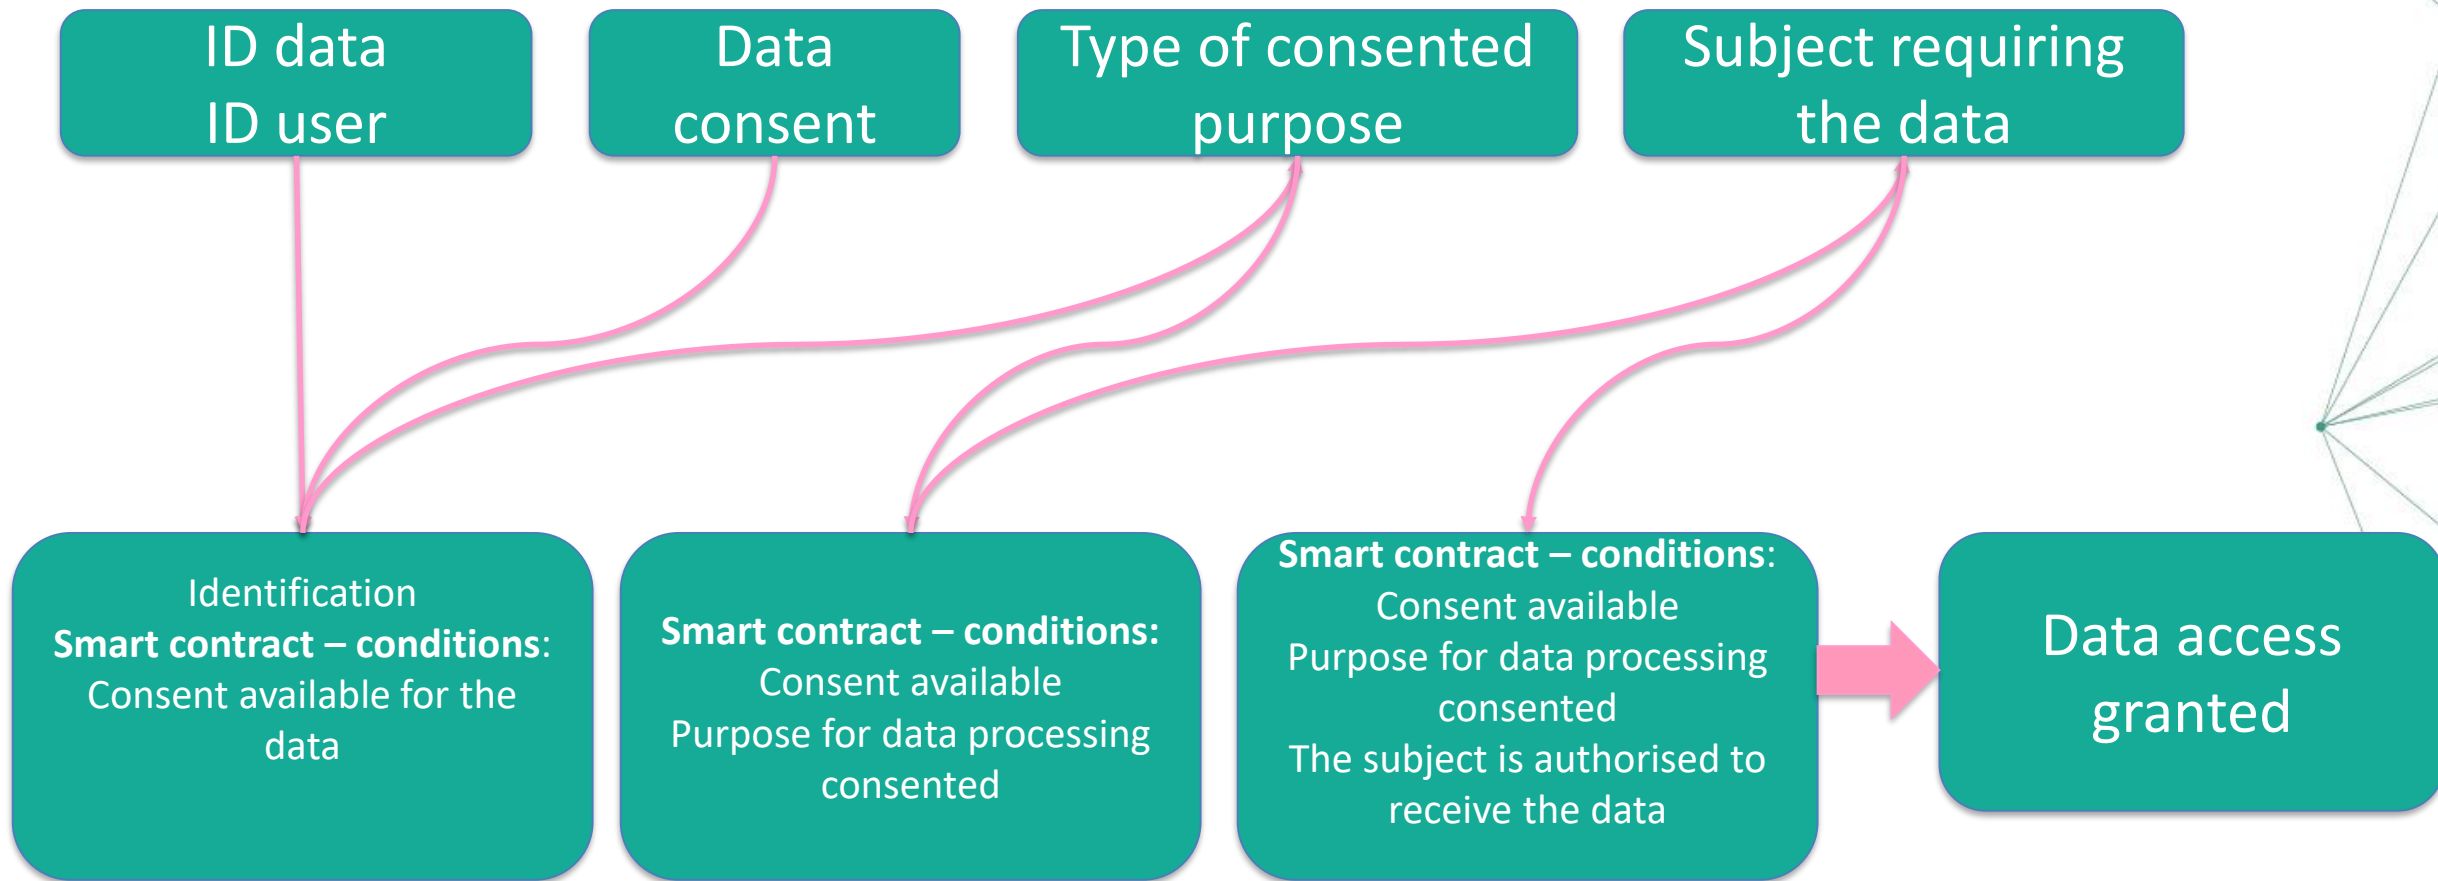 ID data
ID user
Data
consent
Type of consented
purpose
Subject requiring
the data
Identification
Smart contract – conditions:
Consent available for the
data
Smart contract – conditions:
Consent available
Purpose for data processing
consented
Smart contract – conditions:
Consent available
Purpose for data processing
consented
The subject is authorised to
receive the data
Data access
granted